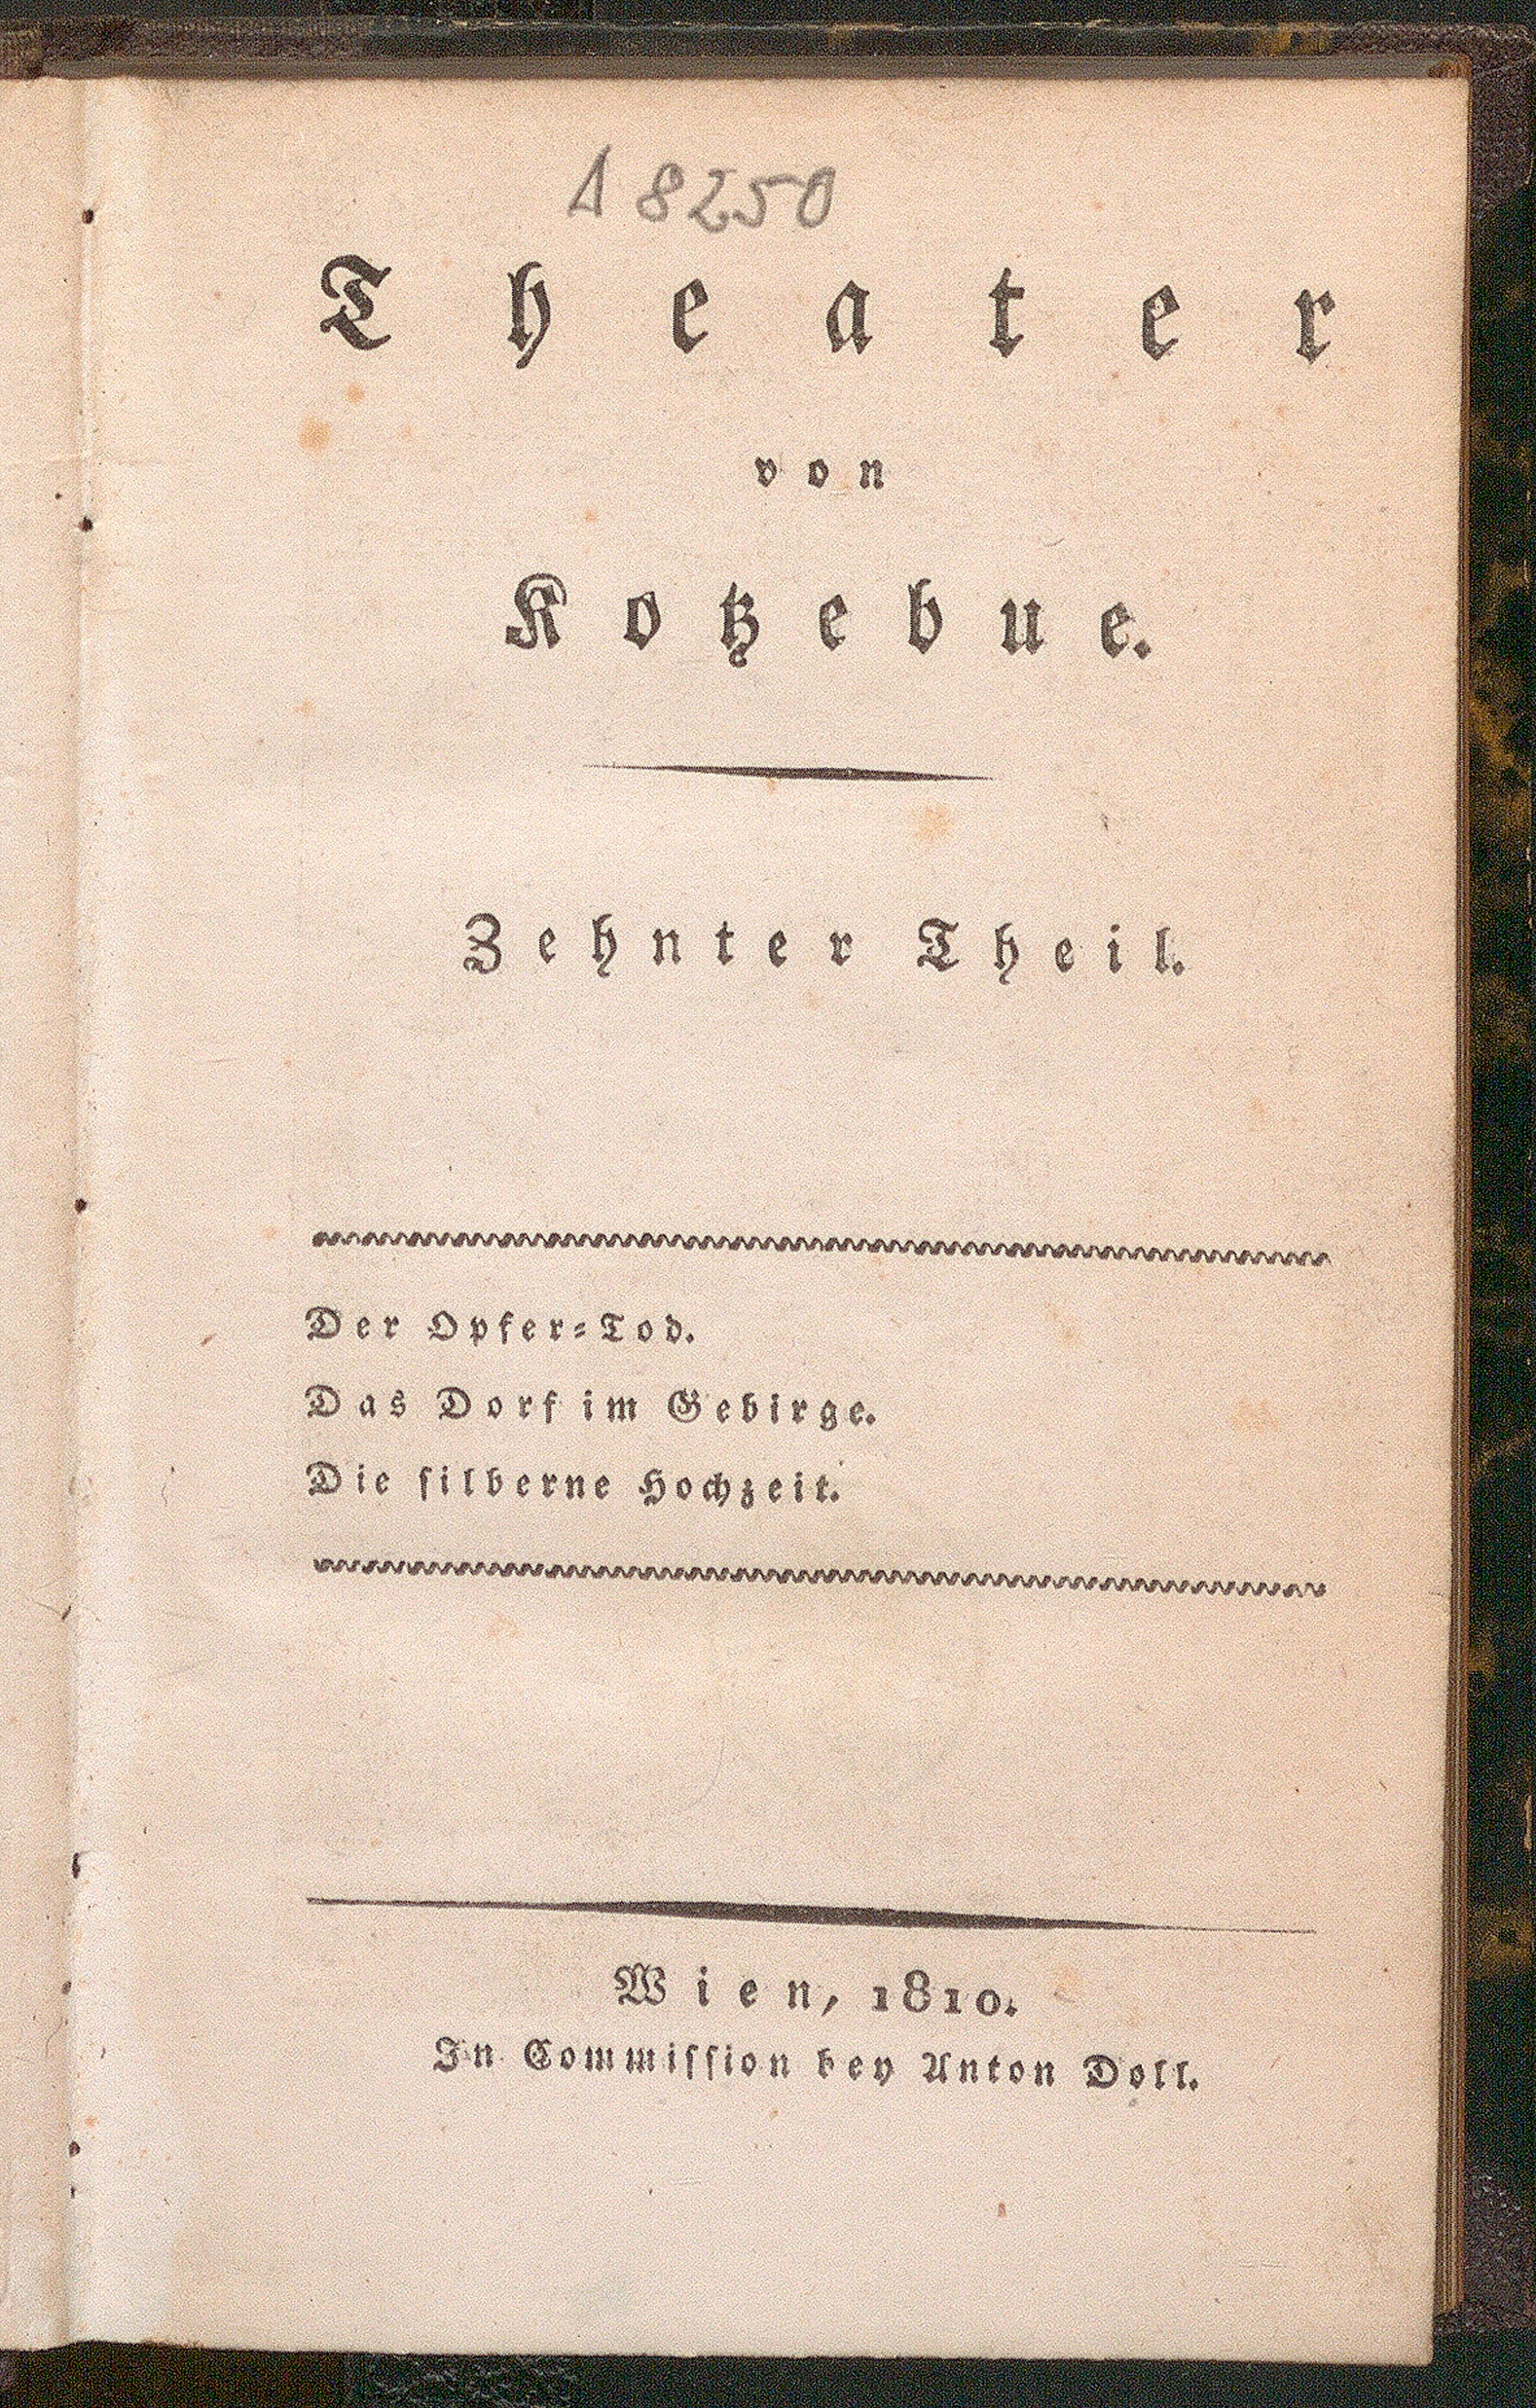 A 8250
Theater
von
Kotzebue.
Zehnter Theil.
Der Opfer-Tod.
Das Dorf im Gebirge.
Die silberne Hochzeit.
Wien, 1810.
In Commission bey Anton Doll.